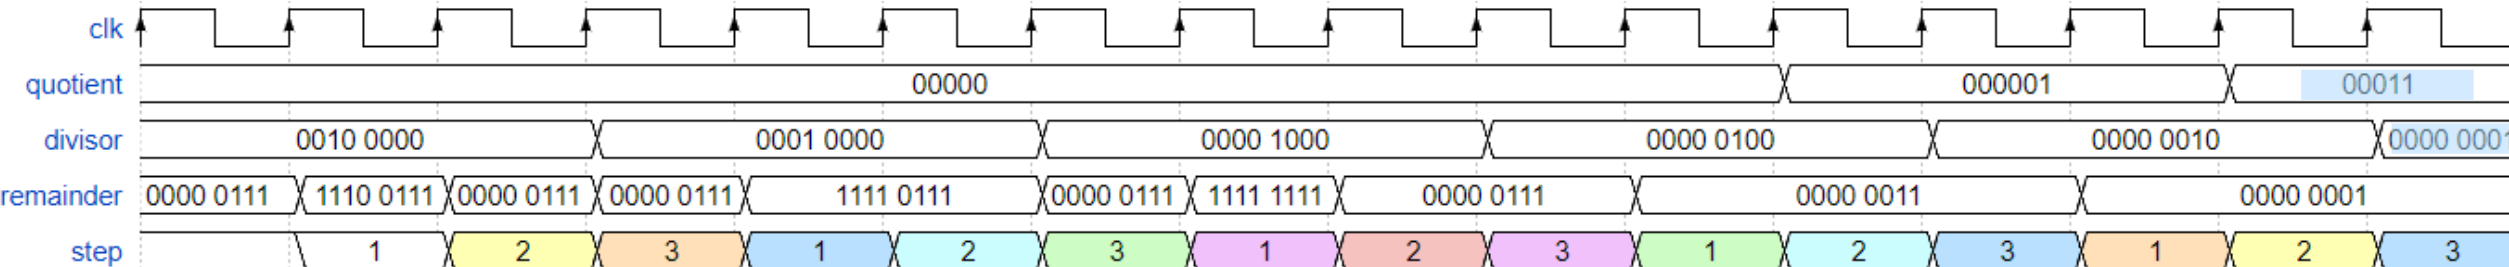 clk
quotient 00000 000001 00011
divisor 0010 0000 0001 0000 0000 1000 0000 0100 0000 0010 0000 0001
remainder 0000 0111 1110 0111 0000 0111 0000 0111 1111 0111 0000 0111 1111 1111 0000 0111 0000 0011 0000 0001
step 1 2 3 1 2 3 1 2 3 1 2 3 1 2 3